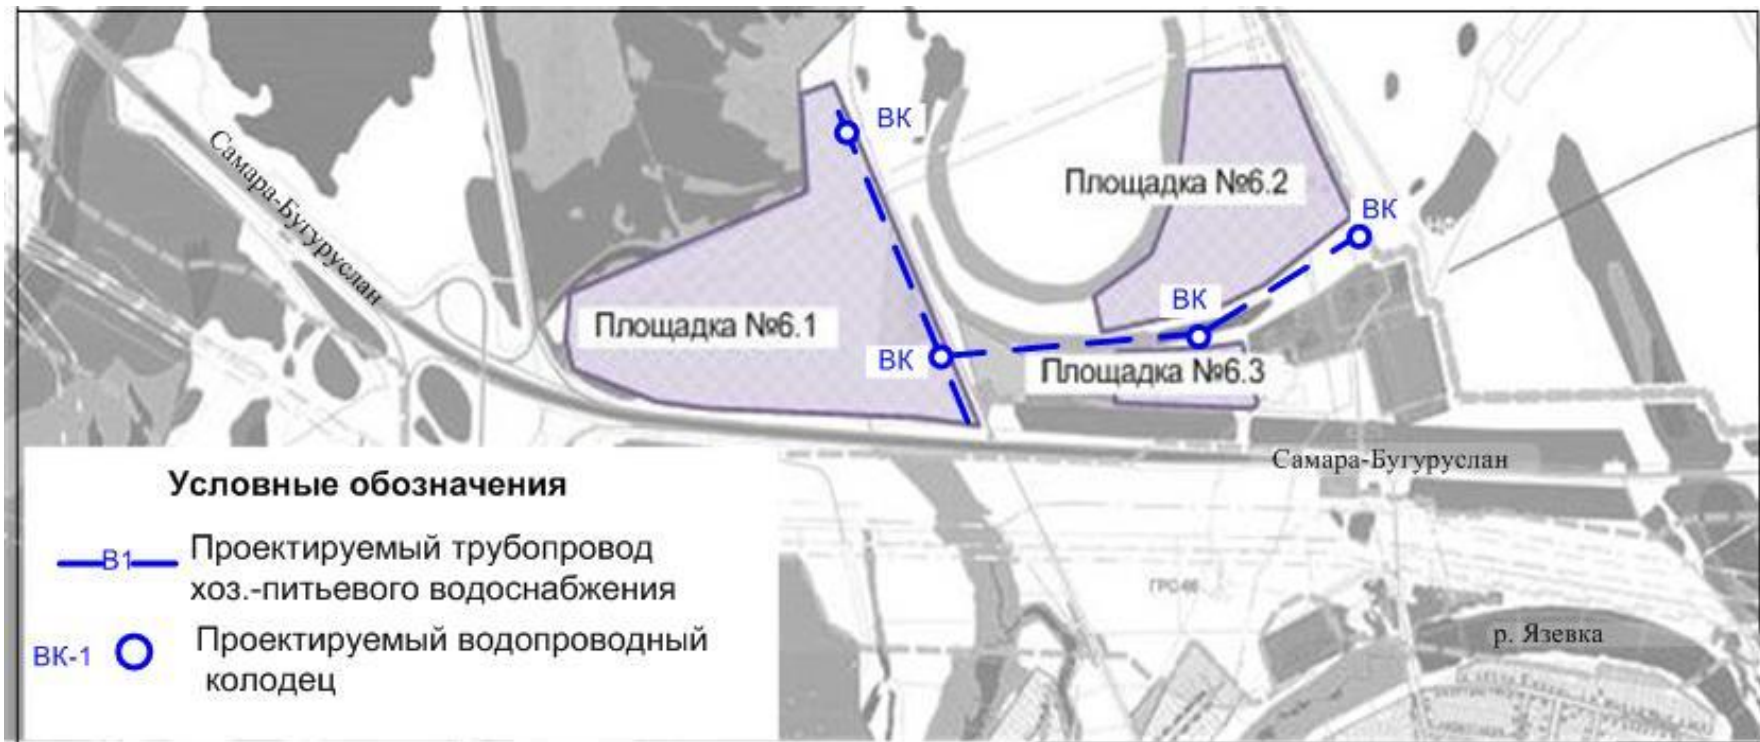 Самара-Бугуруслан
ВК
Площадка №6.2
ВК
ВК
Площадка №6.1
ВК
Площадка №6.3
Самара-Бугуруслан
Условные обозначения
В1
Проектируемый трубопровод
хоз.-питьевого водоснабжения
ВК-1
Проектируемый водопроводный
колодец
р. Язевка